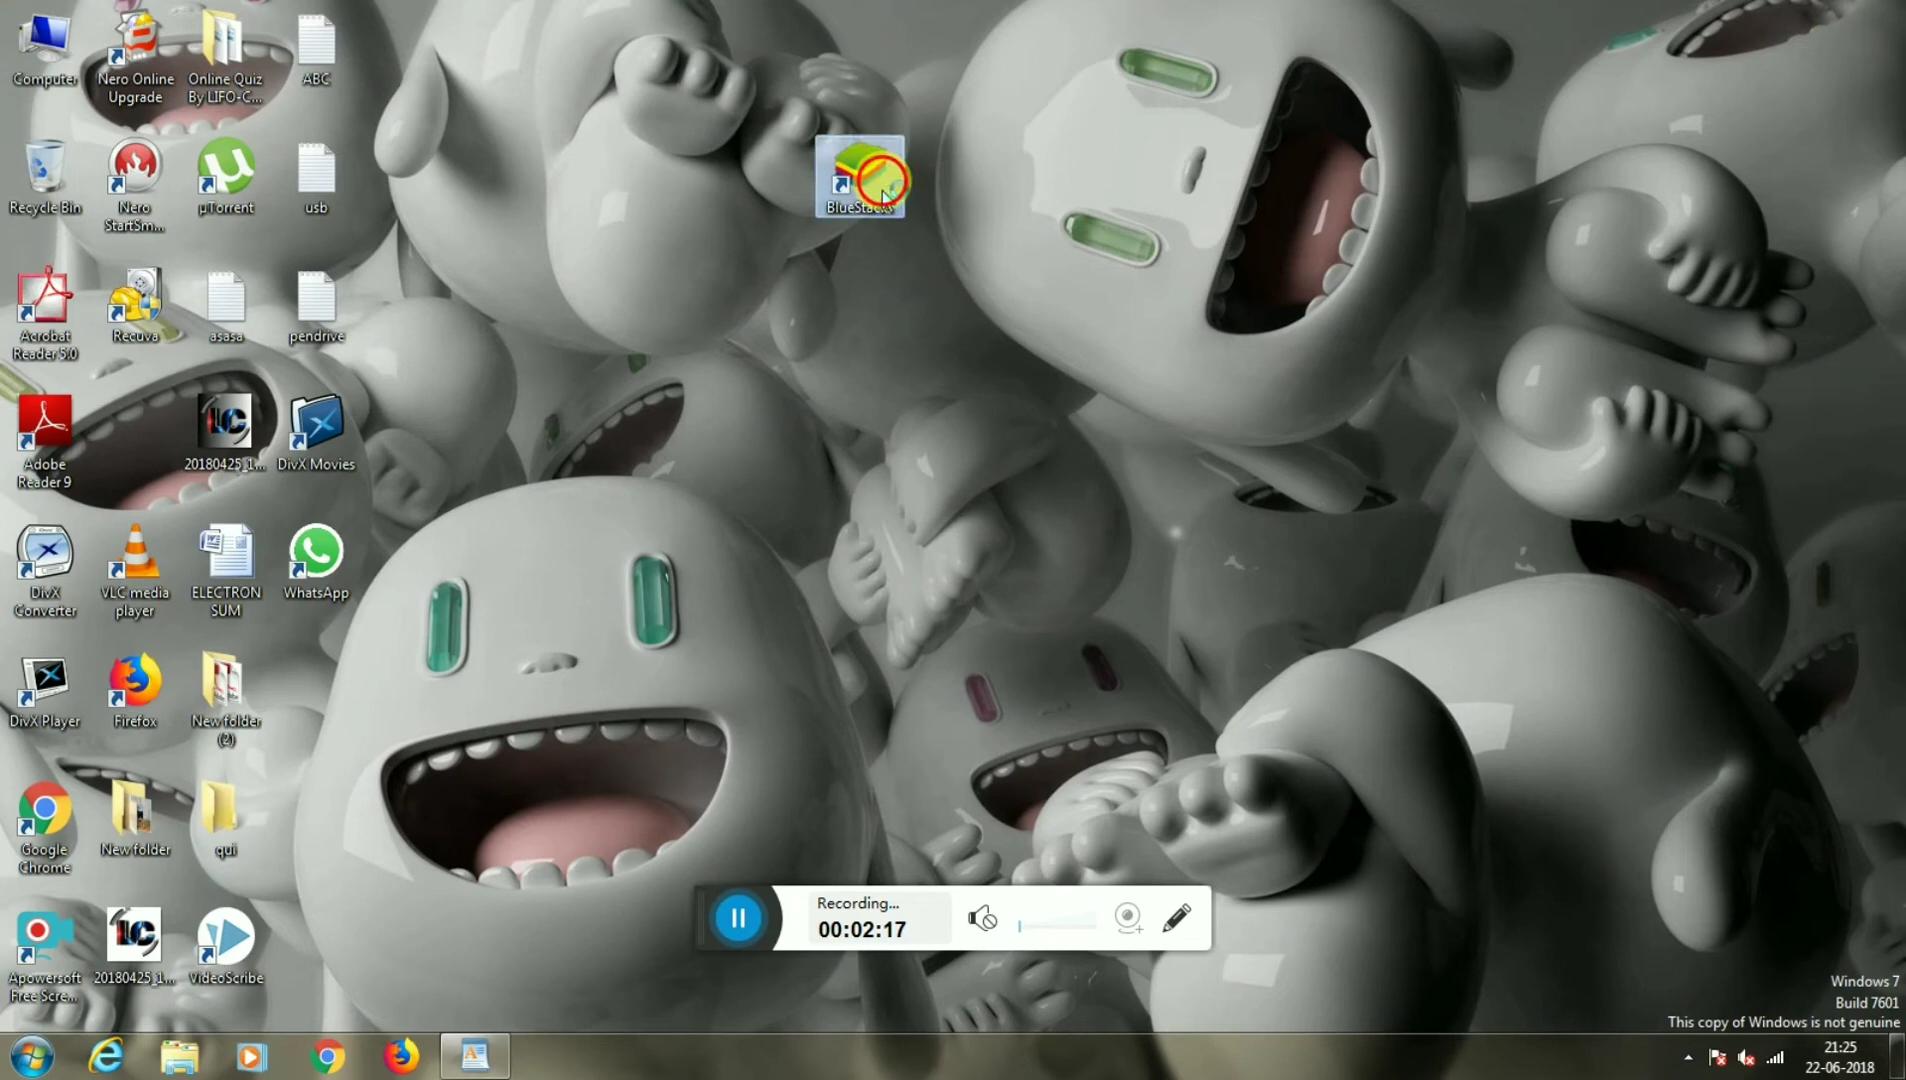 Computer
Nero Online
Upgrade
Online Quiz
By LIFO-C...
ABC
Recycle Bin
Nero
StartSm...
µTorrent
usb
BlueStacks
Acrobat
Reader 5.0
Recuva
asasa
pendrive
Adobe
Reader 9
20180425_1...
DivX Movies
DivX
Converter
VLC media
player
ELECTRON
SUM
WhatsApp
DivX Player
Firefox
New folder
(2)
Google
Chrome
New folder
qui
Recording...
00:02:17
Apowersoft
Free Scre...
20180425_1...
VideoScribe
Windows 7
Build 7601
This copy of Windows is not genuine
21:25
22-06-2018